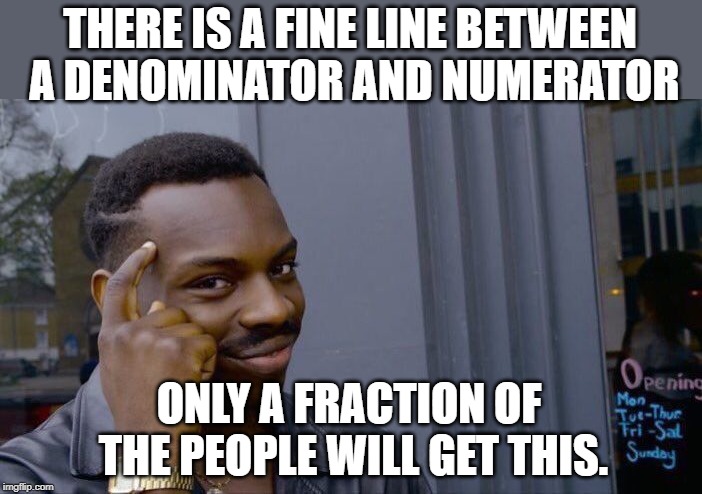 THERE IS A FINE LINE BETWEEN
A DENOMINATOR AND NUMERATOR
Opening
Mon
Tue-Thur
Fri-Sat
Sunday
ONLY A FRACTION OF
THE PEOPLE WILL GET THIS.
imgflip.com